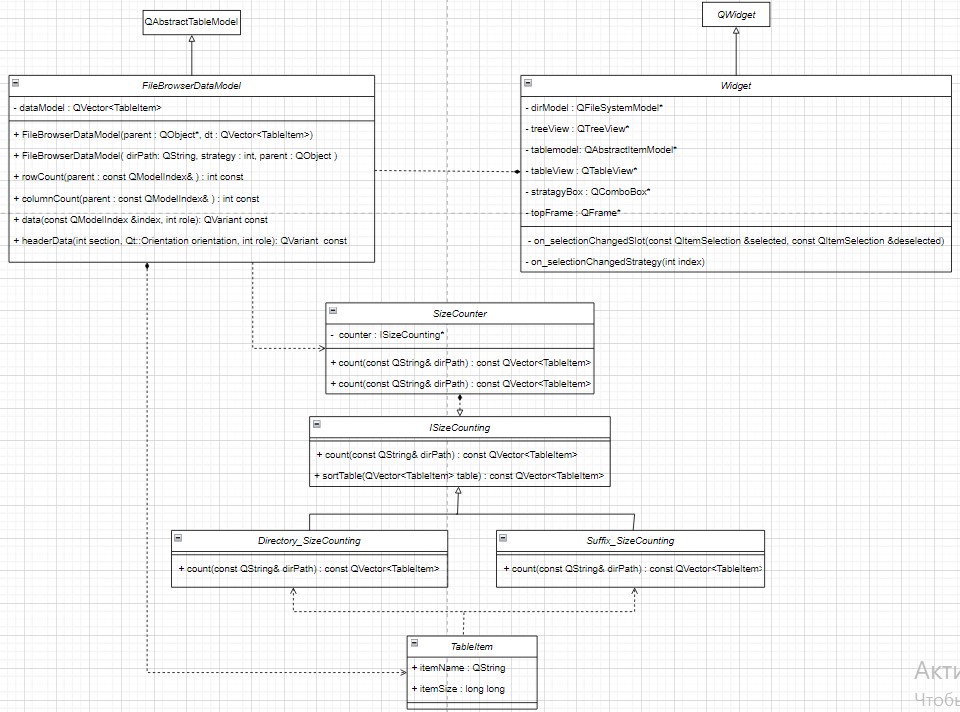 QAbstractTableModel
QWidget
FileBrowserDataModel
- dataModel : QVector<TableItem>
+ FileBrowserDataModel(parent : QObject*, dt : QVector<TableItem>)
+ FileBrowserDataModel( dirPath: QString, strategy : int, parent : QObject )
+ rowCount(parent : const QModelIndex& ) : int const
+ columnCount(parent : const QModelIndex& ) : int const
+ data(const QModelIndex &index, int role): QVariant const
+ headerData(int section, Qt::Orientation orientation, int role): QVariant const
Widget
- dirModel : QFileSystemModel*
- treeView : QTreeView*
- tablemodel: QAbstractItemModel*
- tableView : QTableView*
- stratagyBox : QComboBox*
- topFrame : QFrame*
- on_selectionChangedSlot(const QItemSelection &selected, const QItemSelection &deselected)
- on_selectionChangedStrategy(int index)
SizeCounter
- counter : ISizeCounting*
+ count(const QString& dirPath) : const QVector<TableItem>
+ count(const QString& dirPath) : const QVector<TableItem>
ISizeCounting
+ count(const QString& dirPath) : const QVector<TableItem>
+ sortTable(QVector<TableItem> table) : const QVector<TableItem>
Directory_SizeCounting
+ count(const QString& dirPath) : const QVector<TableItem>
Suffix_SizeCounting
+ count(const QString& dirPath) : const QVector<TableItem>
TableItem
+ itemName : QString
+ itemSize : long long
Акти
Чтобы